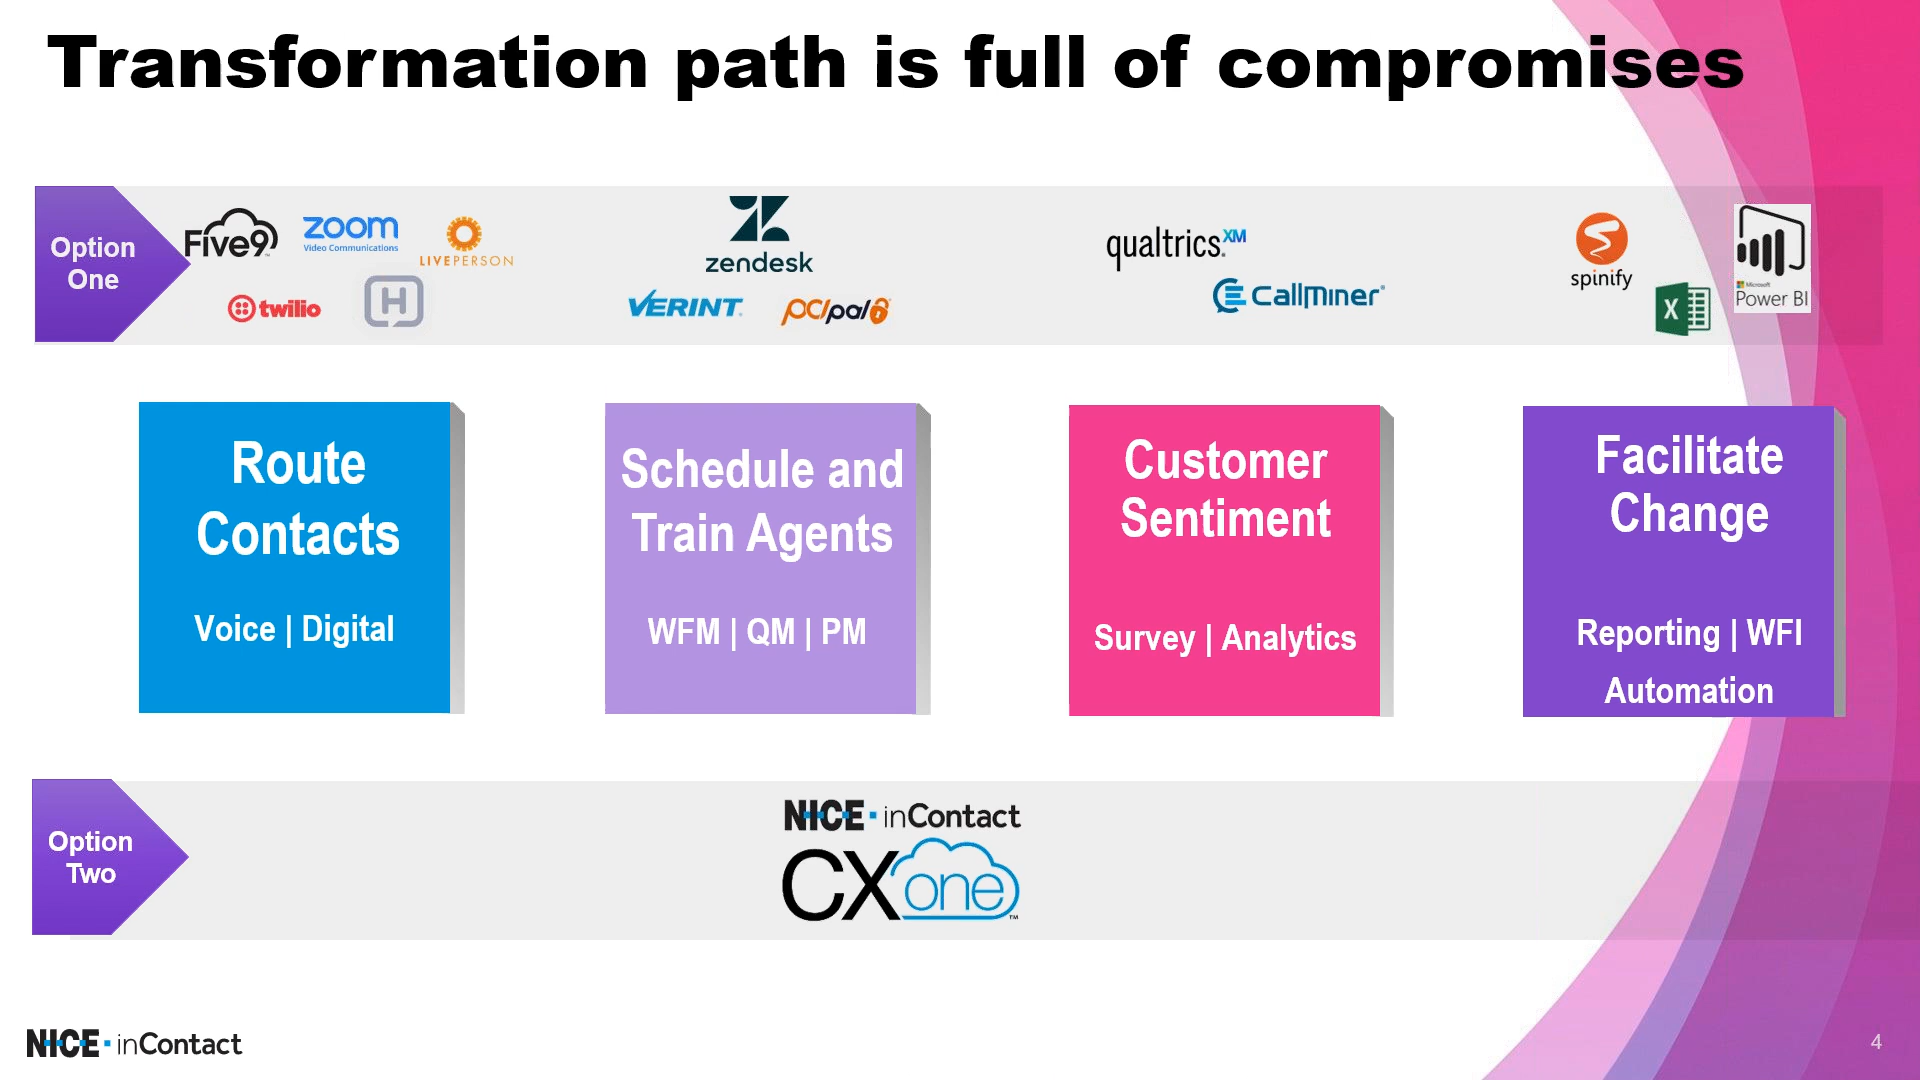 Transformation path is full of compromises
Option
One
Five9
zoom
Video Communications
LIVEPERSON
twilio
H
zendesk
VERINT
PCIpal
qualtrics.XM
CallMiner
spinify
X
Microsoft
Power BI
Route
Contacts
Voice | Digital
Schedule and
Train Agents
WFM | QM | PM
Customer
Sentiment
Survey | Analytics
Facilitate
Change
Reporting | WFI
Automation
Option
Two
NICE inContact
CXone™
NICE inContact
4